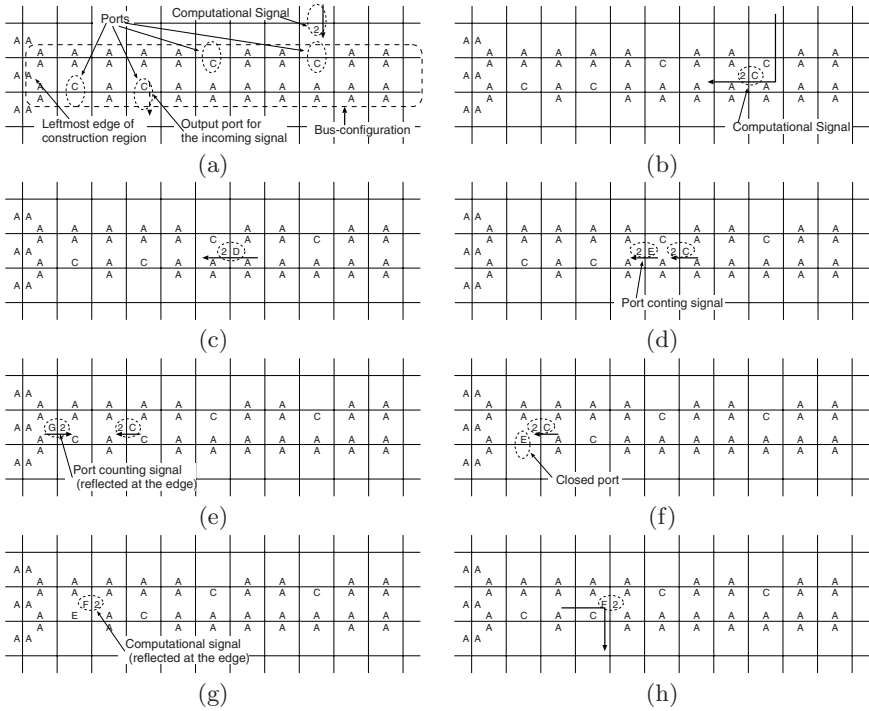 Ports
Computational Signal
2
A A
A A A A A A A A A
A A A A A C A A C A A
A A
A C A C A A A A A A A
A A A A A A A A A
A A
Leftmost edge of
construction region
Output port for
the incoming signal
Bus-configuration
(a)
A A
A A A A A A A A A
A A A A A C A A C A A
A A 2 C
A C A C A A A A A A A
A A A A A A A A A
A A
Computational Signal
(b)
A A
A A A A A A A A A
A A A A A C A A C A A
A A 2 D
A C A C A A A A A A A
A A A A A A A A A
A A
(c)
A A
A A A A A A A A A
A A A A A C A A C A A
A A 2 E 2 C
A C A C A A A A A A A
A A A A A A A A A
A A
Port conting signal
(d)
A A
A A A A A A A A A
A A A A A C A A C A A
A A G 2 2 C
A C A C A A A A A A A
A A A A A A A A A
A A
Port counting signal
(reflected at the edge)
(e)
A A
A A A A A A A A A
A A A A A C A A C A A
A A 2 C
A E A C A A A A A A A
A A A A A A A A A
A A
Closed port
(f)
A A
A A A A A A A A A
A A A A A C A A C A A
A A F 2
A E A C A A A A A A A
A A A A A A A A A
A A
Computational signal
(reflected at the edge)
(g)
A A
A A A A A A A A A
A A A A A C A A C A A
A A F 2
A C A C A A A A A A A
A A A A A A A A A
A A
(h)